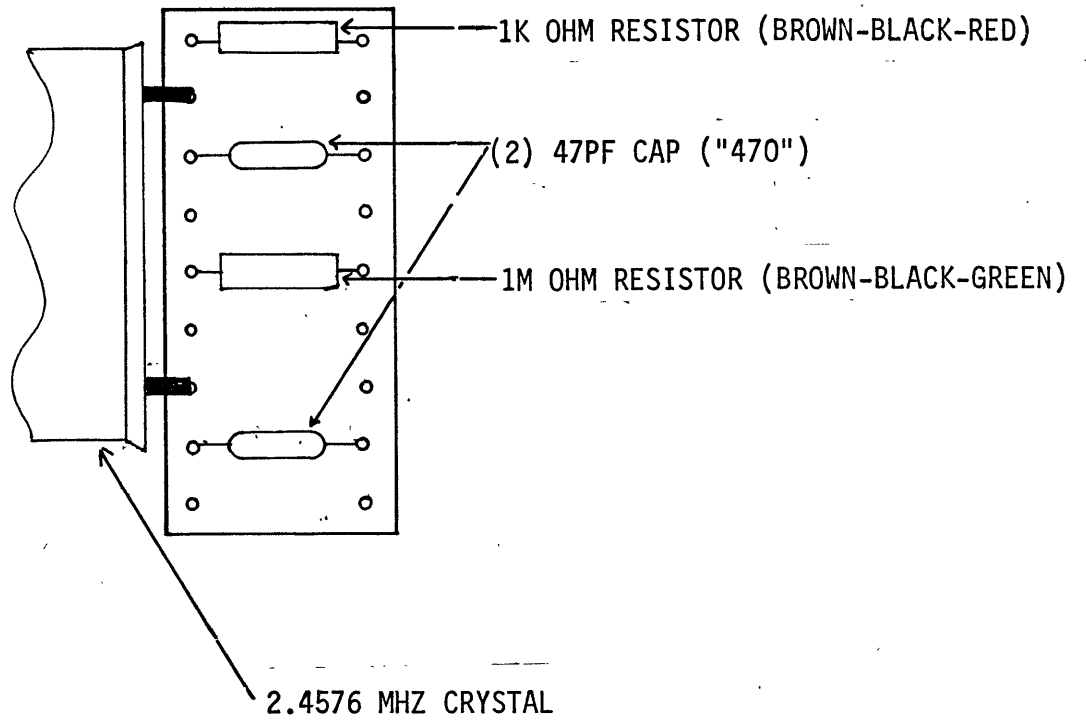 1K OHM RESISTOR (BROWN-BLACK-RED)
(2) 47PF CAP ("470")
1M OHM RESISTOR (BROWN-BLACK-GREEN)
2.4576 MHZ CRYSTAL